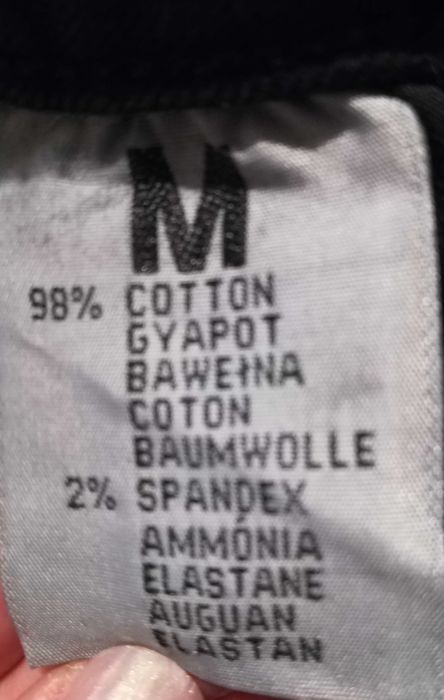 M
98% COTTON
GYAPOT
BAWEŁNA
COTON
BAUMWOLLE
2% SPANDEX
AMMÓNIA
ELASTANE
AUGUAN
ELASTAN